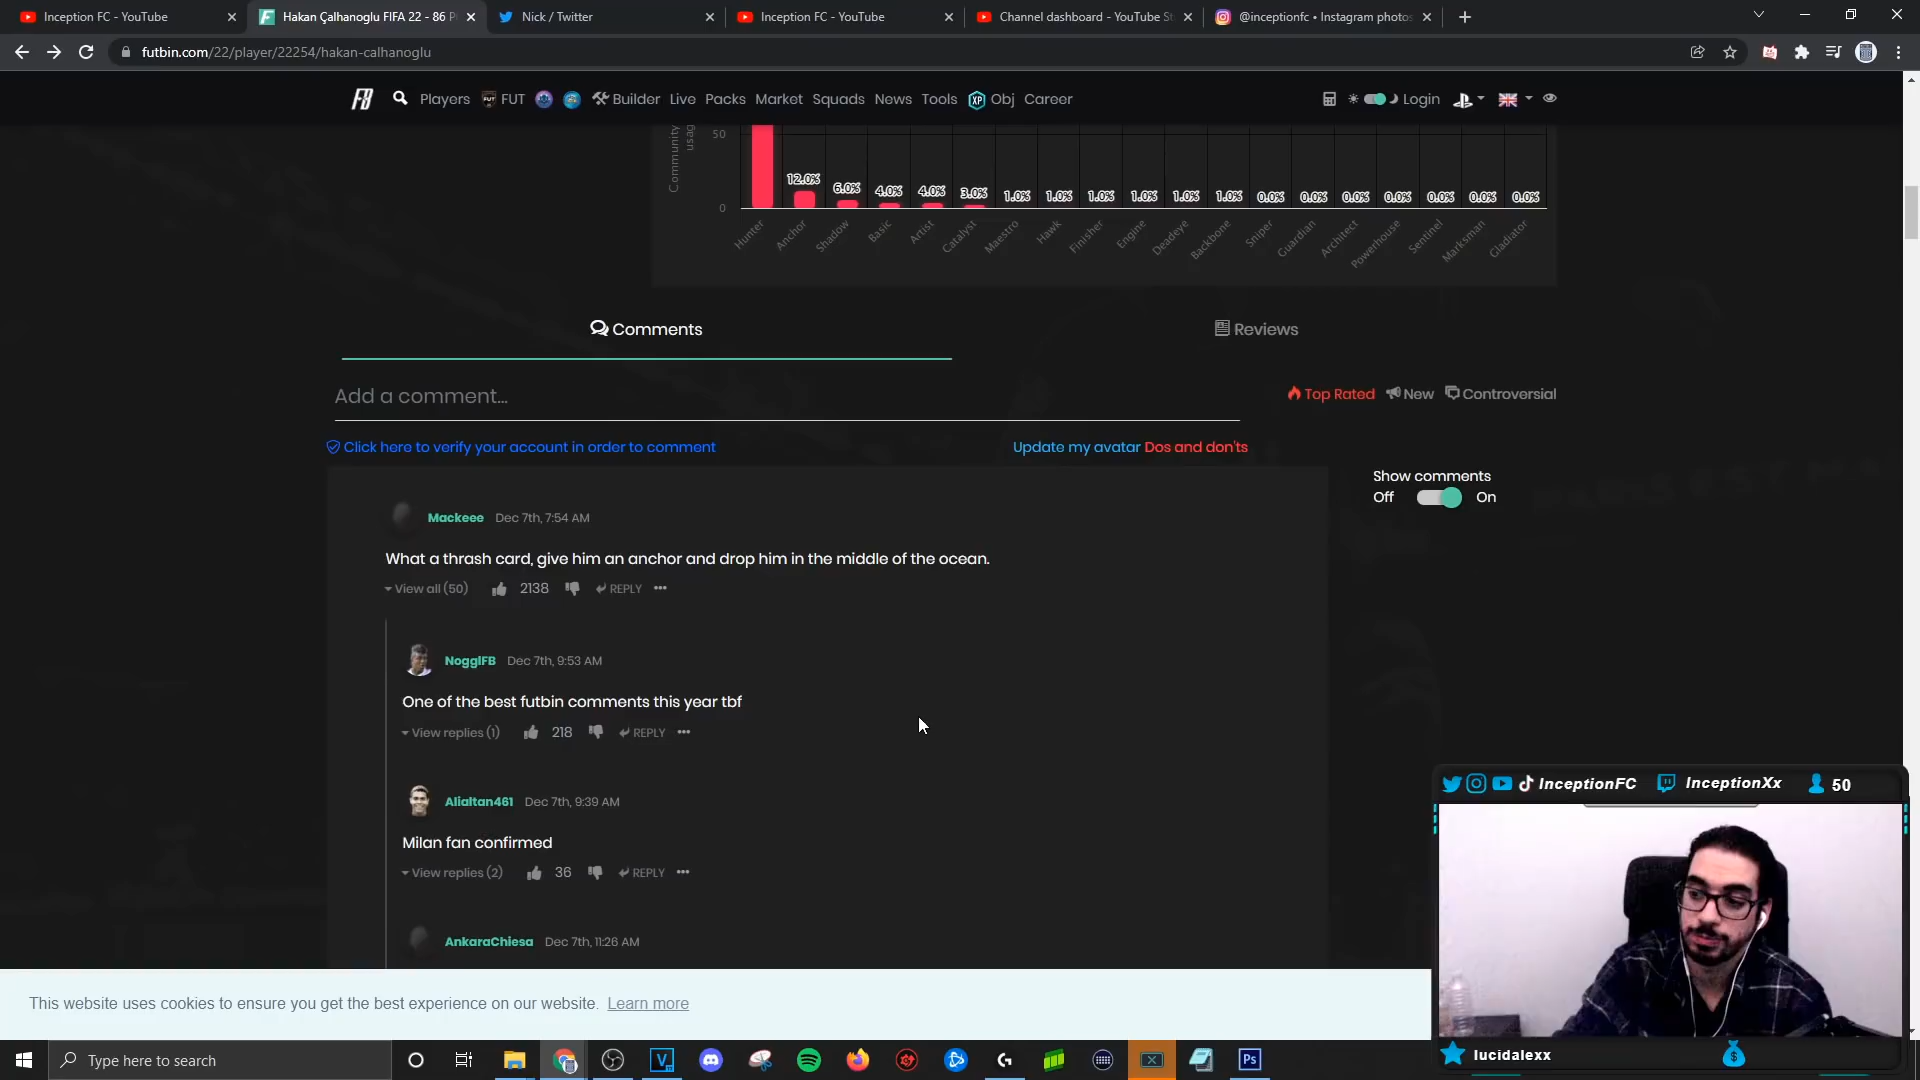 Inception FC - YouTube
Hakan Çalhanoglu FIFA 22 - 86 P
Nick / Twitter
Inception FC - YouTube
Channel dashboard - YouTube St
@inceptionfc • Instagram photos
futbin.com/22/player/22254/hakan-calhanoglu
Players FUT Builder Live Packs Market Squads News Tools XP Obj Career Login
Community
usag
50
0
12.0% 6.0% 4.0% 4.0% 3.0% 1.0% 1.0% 1.0% 1.0% 1.0% 1.0% 0.0% 0.0% 0.0% 0.0% 0.0% 0.0% 0.0%
Hunter Anchor Shadow Basic Artist Catalyst Maestro Hawk Finisher Engine Deadeye Backbone Sniper Guardian Architect Powerhouse Sentinel Marksman Gladiator
Comments
Reviews
Add a comment...
Top Rated New Controversial
Click here to verify your account in order to comment
Update my avatar Dos and don'ts
Show comments
Off On
Mackeee Dec 7th, 7:54 AM
What a thrash card, give him an anchor and drop him in the middle of the ocean.
View all (50) 2138 REPLY •••
NogglFB Dec 7th, 9:53 AM
One of the best futbin comments this year tbf
View replies (1) 218 REPLY •••
Alialtan461 Dec 7th, 9:39 AM
Milan fan confirmed
View replies (2) 36 REPLY •••
AnkaraChiesa Dec 7th, 11:26 AM
InceptionFC InceptionXx 50
This website uses cookies to ensure you get the best experience on our website. Learn more
lucidalexx
Type here to search
Ps